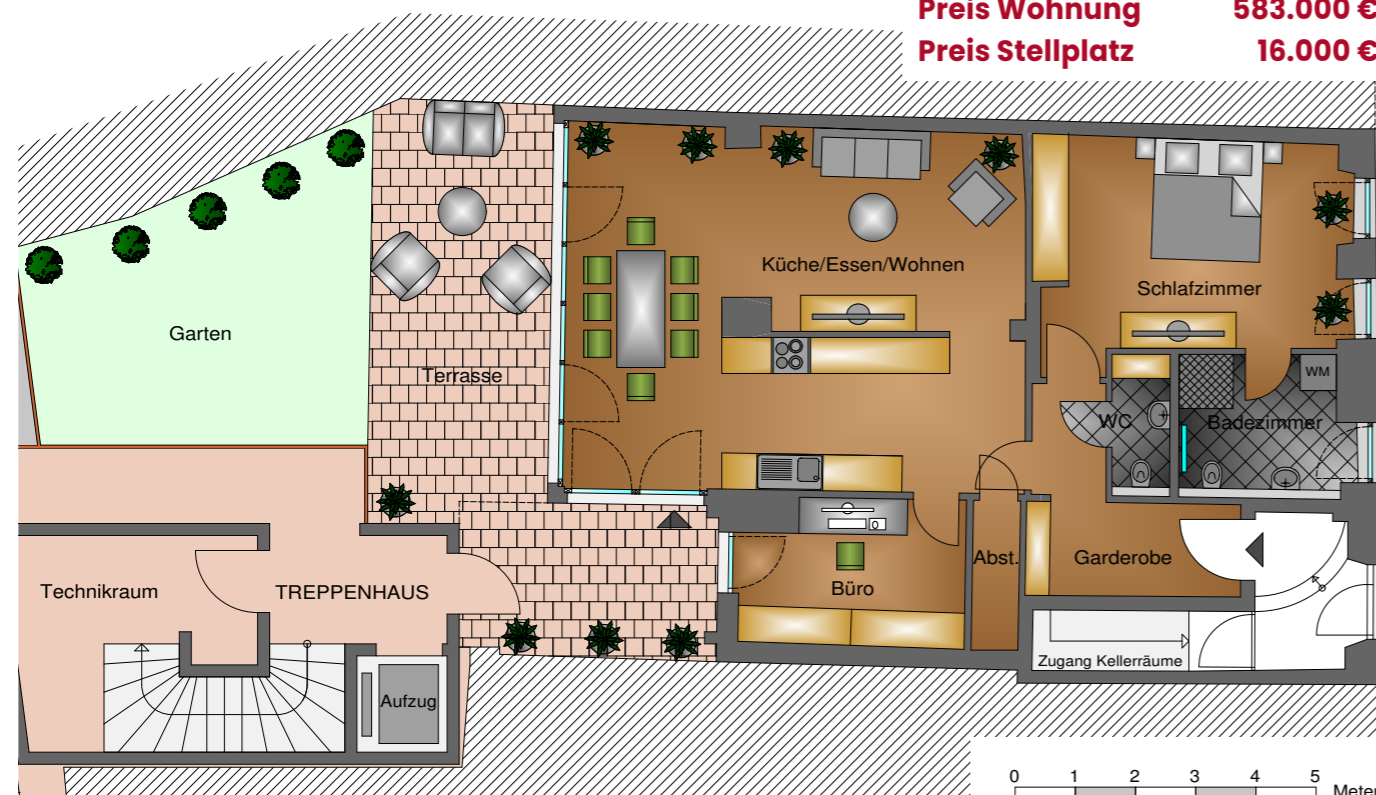 Preis Wohnung 583.000 €
Preis Stellplatz 16.000 €
Küche/Essen/Wohnen
Schlafzimmer
Garten
Terrasse
WM
WC
Badezimmer
Technikraum
TREPPENHAUS
Büro
Abst.
Garderobe
Zugang Kellerräume
Aufzug
0 1 2 3 4 5 Meter